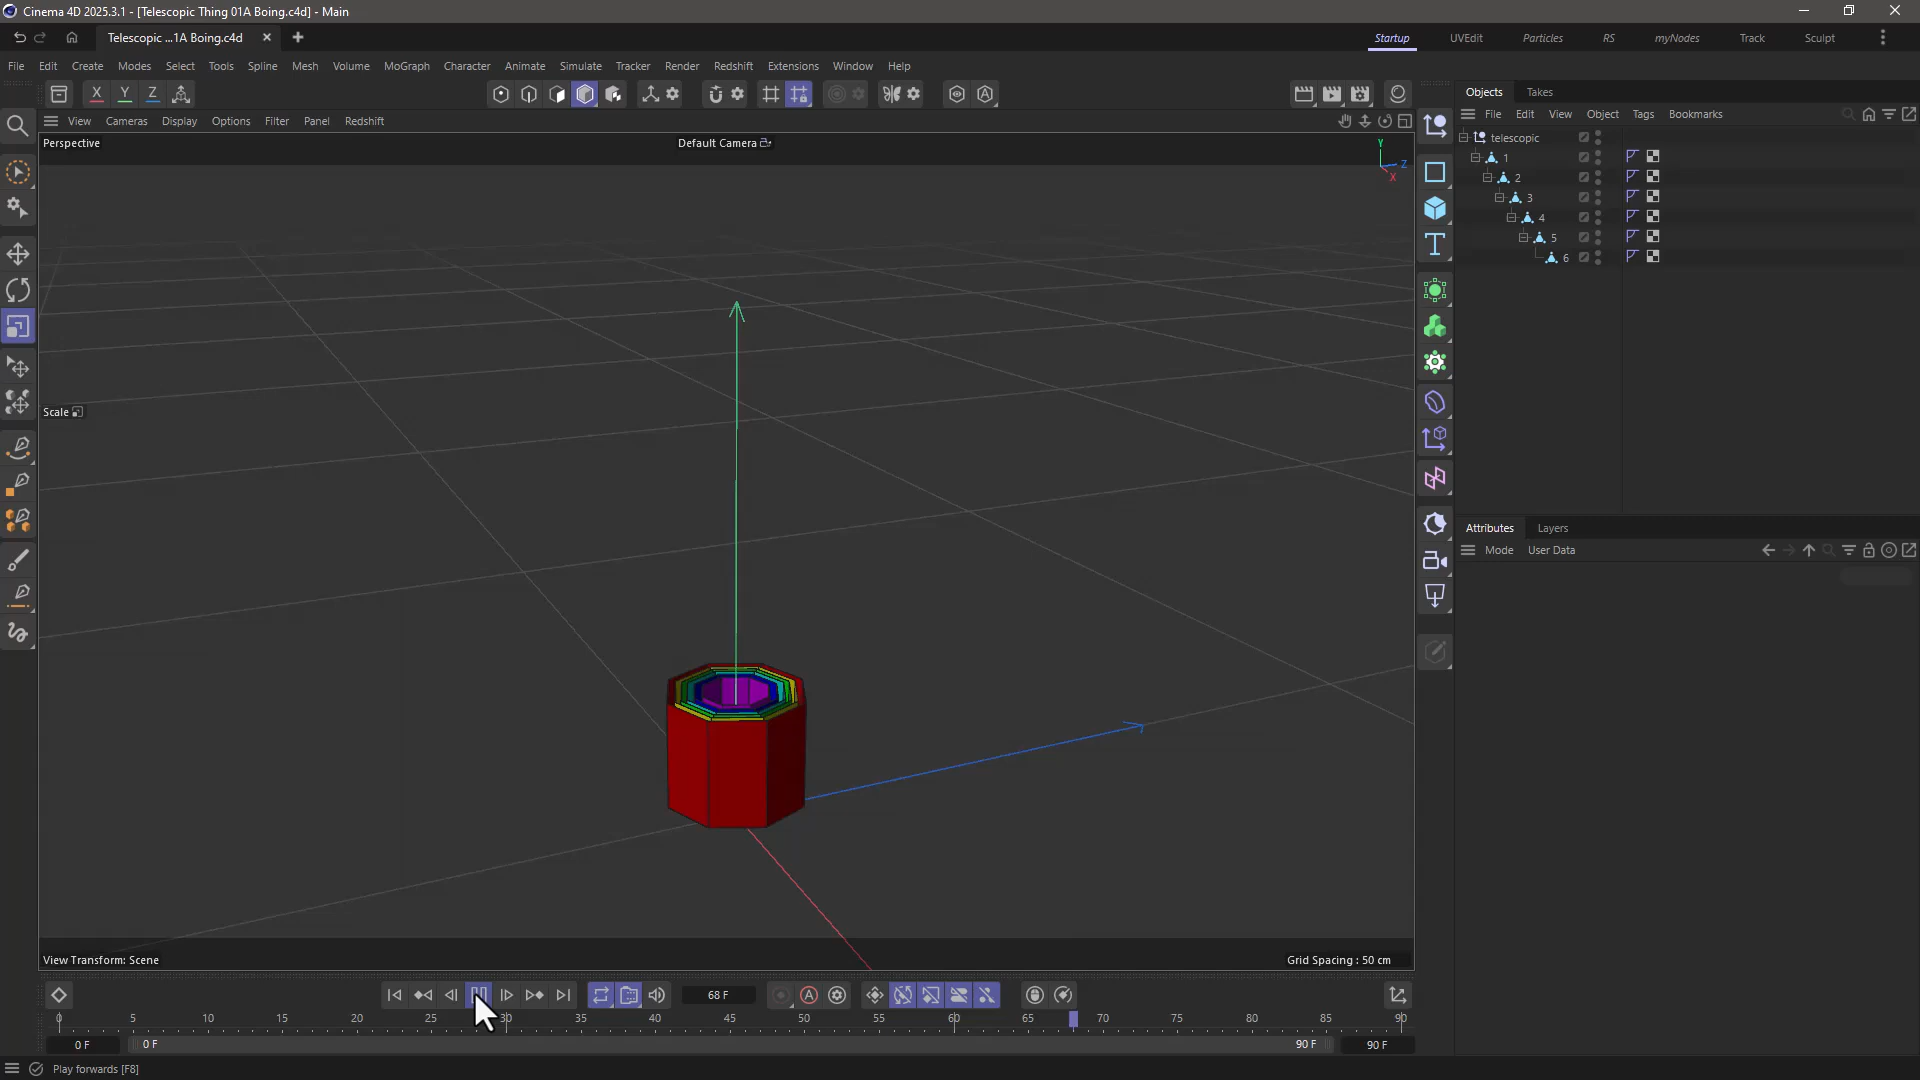 Cinema 4D 2025.3.1 - [Telescopic Thing 01A Boing.c4d] - Main
Telescopic ...1A Boing.c4d
Startup UVEdit Particles RS myNodes Track Sculpt
File Edit Create Modes Select Tools Spline Mesh Volume MoGraph Character Animate Simulate Tracker Render Redshift Extensions Window Help
X Y Z
Objects Takes
View Cameras Display Options Filter Panel Redshift
File Edit View Object Tags Bookmarks
Perspective
Default Camera
Y
Z
X
telescopic
1
2
3
4
5
6
Scale
Attributes Layers
Mode User Data
View Transform: Scene
Grid Spacing : 50 cm
68 F
0 5 10 15 20 25 30 35 40 45 50 55 60 65 70 75 80 85 90
0 F 0 F 90 F 90 F
Play forwards [F8]